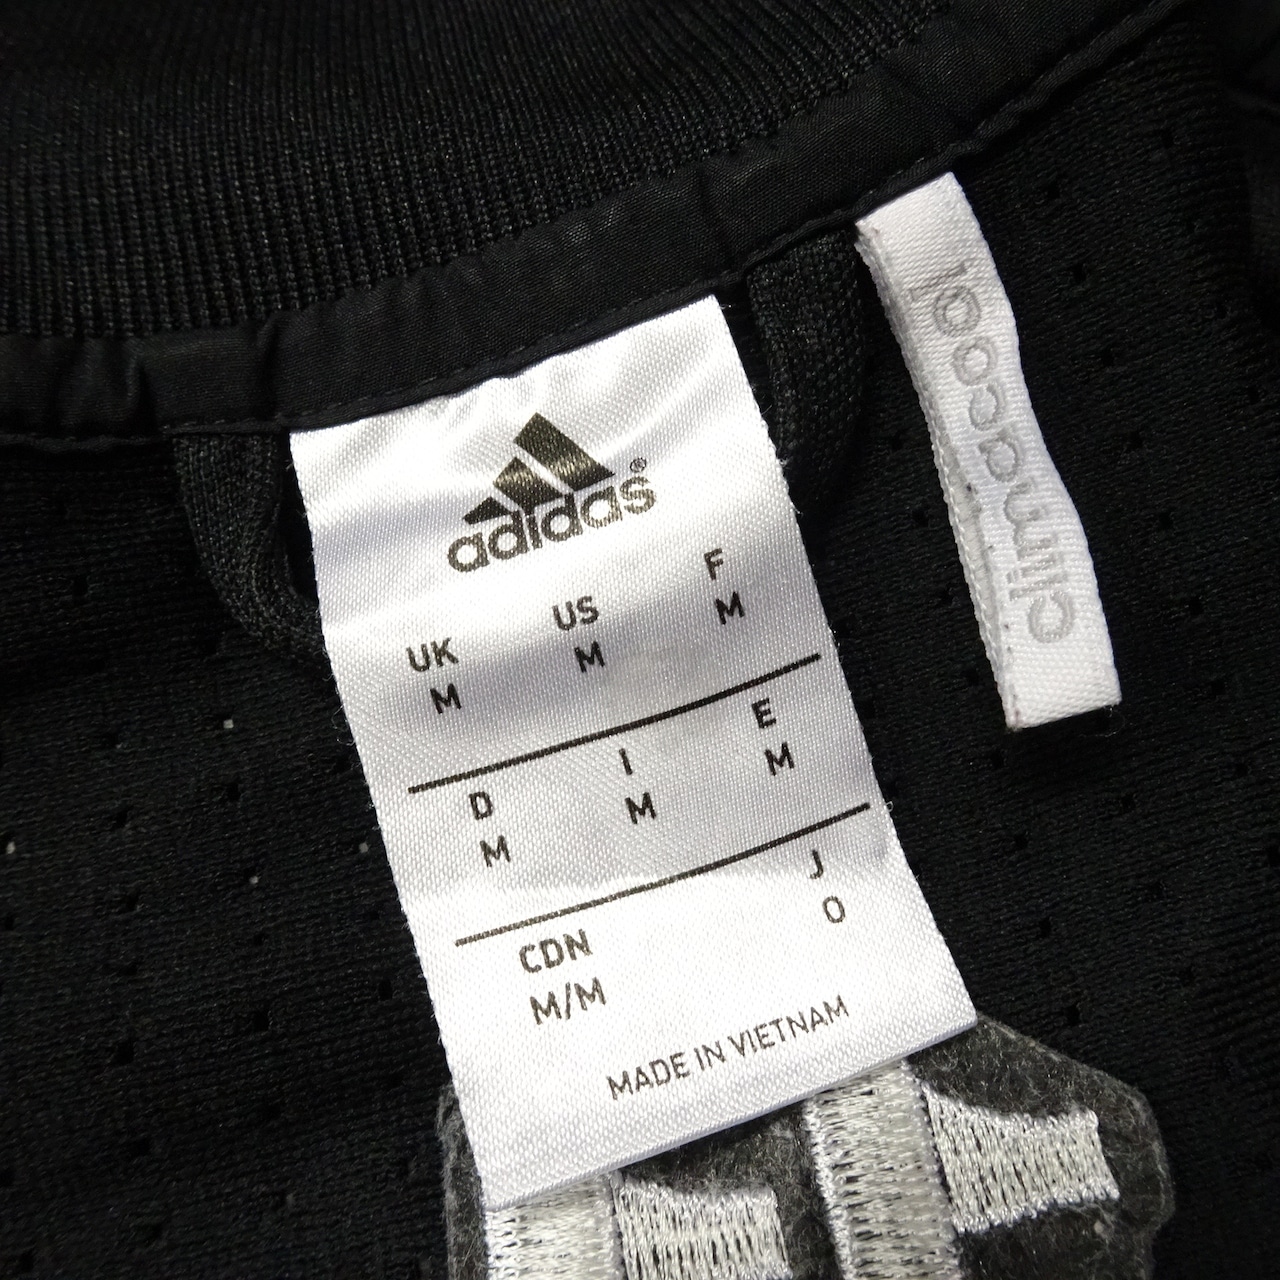 adidas®
UK US F
M M M
D I E
M M M
CDN J
M/M O
MADE IN VIETNAM
climacool